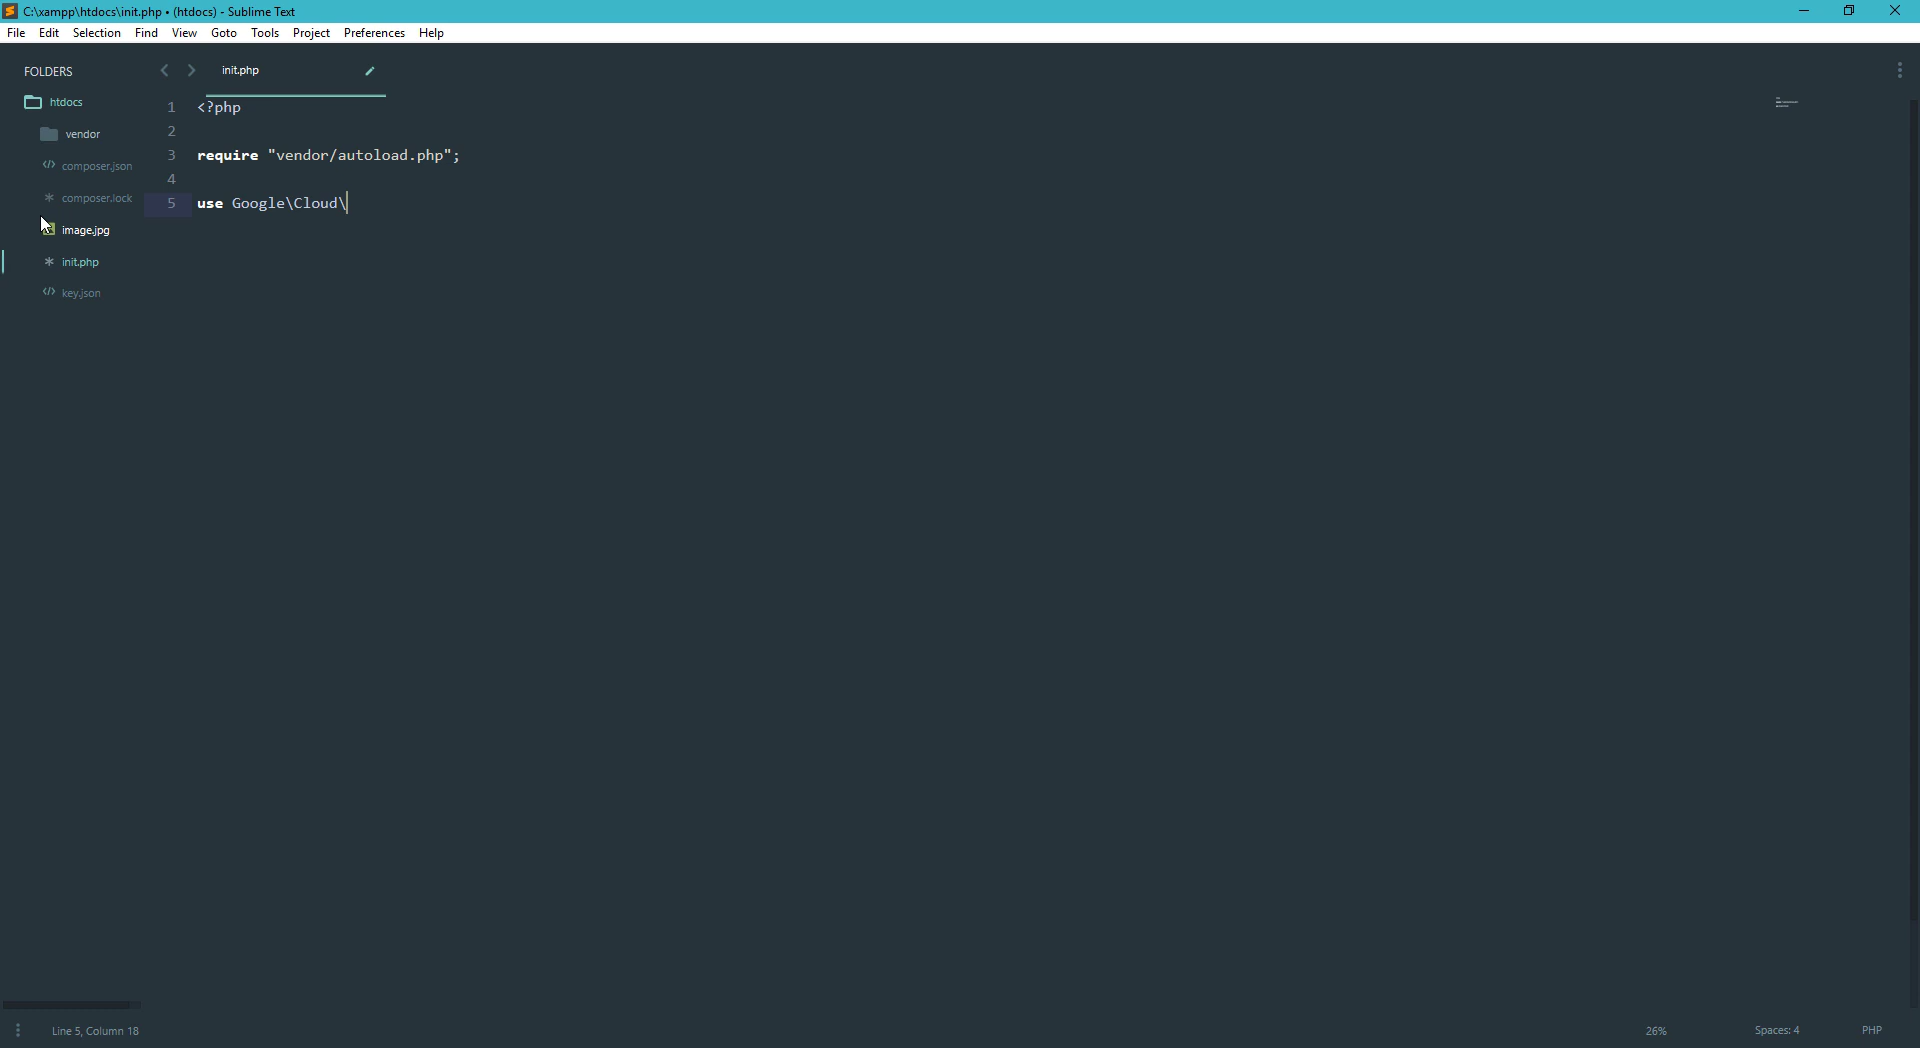 C:\xampp\htdocs\init.php • (htdocs) - Sublime Text
File Edit Selection Find View Goto Tools Project Preferences Help
FOLDERS
htdocs
vendor
composer.json
composer.lock
image.jpg
init.php
key.json
init.php
1 <?php
2
3 require "vendor/autoload.php";
4
5 use Google\Cloud\
Line 5, Column 18
26%
Spaces: 4
PHP